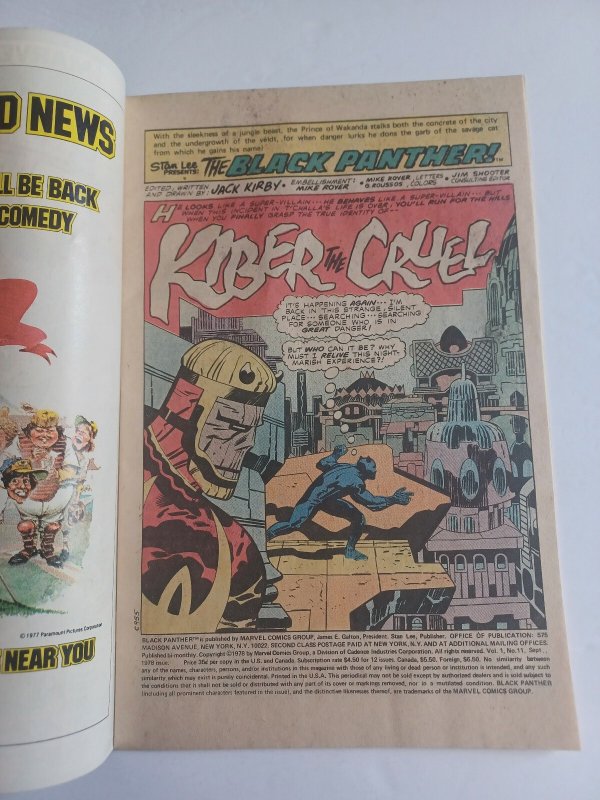 D NEWS
LL BE BACK
COMEDY
© 1977 Paramount Pictures Corporation
NEAR YOU
With the sleekness of a jungle beast, the Prince of Wakanda stalks both the concrete of the city
and the undergrowth of the veldt, for when danger lurks he dons the garb of the savage cat
from which he gains his name!
STAN LEE PRESENTS: THE BLACK PANTHER!™
EDITED, WRITTEN AND DRAWN BY: JACK KIRBY • EMBELLISHMENT: MIKE ROYER • MIKE ROYER LETTERS G. ROUSSOS, COLORS • JIM SHOOTER CONSULTING EDITOR
HE LOOKS LIKE A SUPER-VILLAIN--- HE BEHAVES LIKE A SUPER-VILLAIN--- BUT
WHEN THIS INCIDENT IN T'CHALLA'S LIFE IS OVER, YOU'LL RUN FOR THE HILLS
WHEN YOU FINALLY GRASP THE TRUE IDENTITY OF---
KIBER THE CRUEL
IT'S HAPPENING AGAIN--- I'M
BACK IN THIS STRANGE, SILENT
PLACE--- SEARCHING--- SEARCHING
FOR SOMEONE WHO IS IN
GREAT DANGER!
BUT WHO CAN IT BE? WHY
MUST I RELIVE THIS NIGHT-
MARISH EXPERIENCE?!
C955
BLACK PANTHER™ is published by MARVEL COMICS GROUP, James E. Galton, President, Stan Lee, Publisher. OFFICE OF PUBLICATION: 575
MADISON AVENUE, NEW YORK, N.Y. 10022. SECOND CLASS POSTAGE PAID AT NEW YORK, N.Y. AND AT ADDITIONAL MAILING OFFICES.
Published bi-monthly. Copyright ©1978 by Marvel Comics Group, a Division of Cadence Industries Corporation. All rights reserved. Vol. 1, No. 11, Sept.,
1978 issue. Price 35¢ per copy in the U.S. and Canada. Subscription rate $4.50 for 12 issues. Canada, $5.50. Foreign, $6.50. No similarity between
any of the names, characters, persons, and/or institutions in this magazine with those of any living or dead person or institution is intended, and any such
similarity which may exist is purely coincidental. Printed in the U.S.A. This periodical may not be sold except by authorized dealers and is sold subject to
the conditions that it shall not be sold or distributed with any part of its cover or markings removed, nor in a mutilated condition. BLACK PANTHER
(including all prominent characters featured in the issue), and the distinctive likenesses thereof, are trademarks of the MARVEL COMICS GROUP.